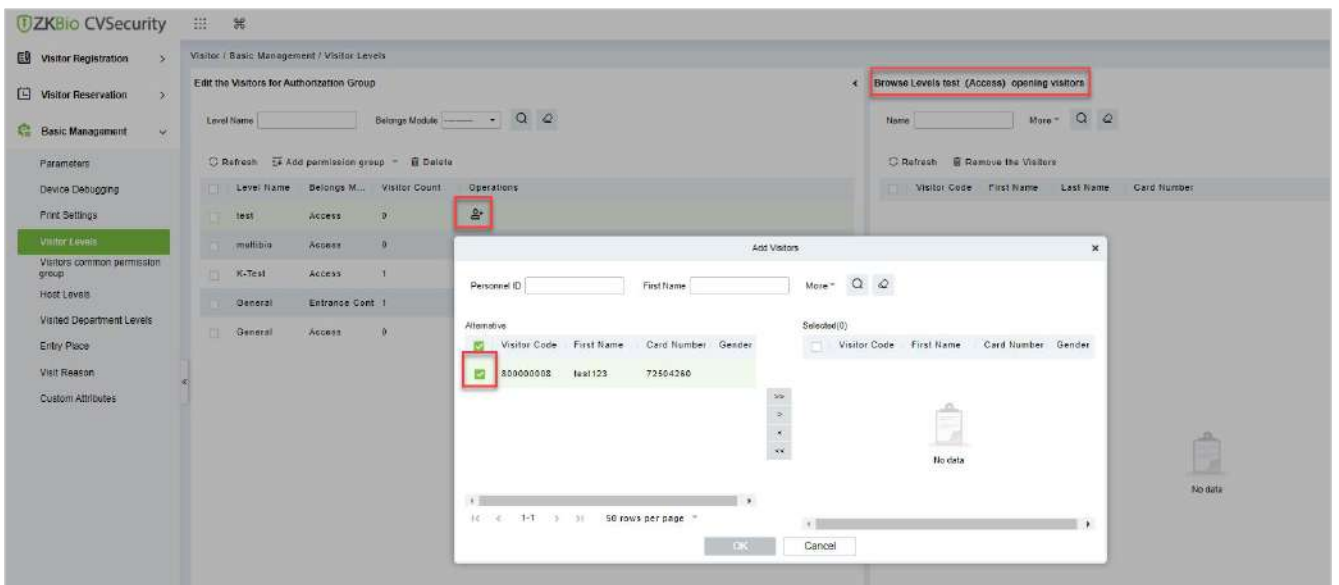 ZKBio CVSecurity
Visitor Registration >
Visitor / Basic Management / Visitor Levels
Edit the Visitors for Authorization Group
Browse Levels test (Access) opening visitors
Visitor Reservation >
Level Name Belongs Module ---------
Name More
Basic Management
Parameters
Refresh Add permission group Delete
Refresh Remove the Visitors
Device Debugging
Level Name Belongs M... Visitor Count Operations
Visitor Code First Name Last Name Card Number
Print Settings
test Access 0
Visitor Levels
multibio Access 0
Visitors common permission group
K-Test Access 1
Host Levels
General Entrance Cont 1
Visited Department Levels
General Access 0
Entry Place
Visit Reason
Custom Attributes
Add Visitors
Personnel ID First Name More
Alternative
Selected(0)
Visitor Code First Name Card Number Gender
Visitor Code First Name Card Number Gender
800000008 test123 72504260
>>
>
<
<<
No data
No data
1-1 50 rows per page
OK Cancel